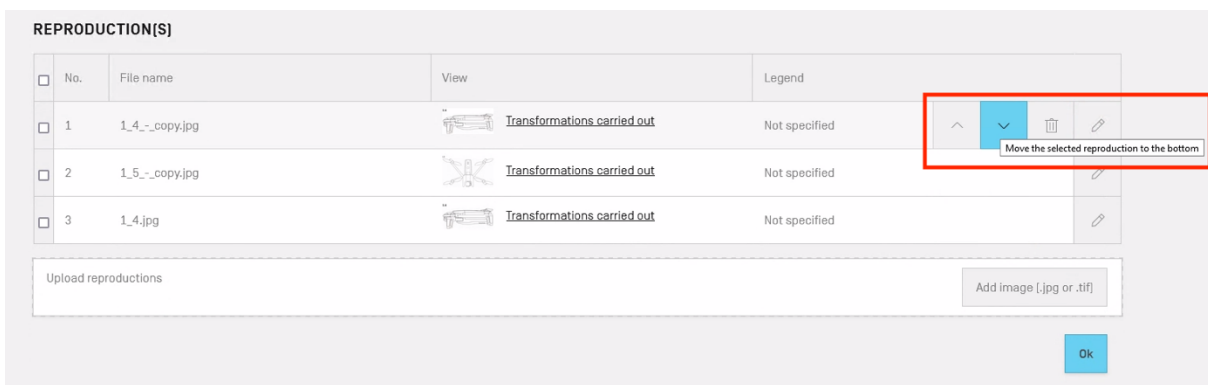 REPRODUCTION(S)
No. File name View Legend
1 1_4_-_copy.jpg Transformations carried out Not specified
Move the selected reproduction to the bottom
2 1_5_-_copy.jpg Transformations carried out Not specified
3 1_4.jpg Transformations carried out Not specified
Upload reproductions
Add image [.jpg or .tif]
Ok